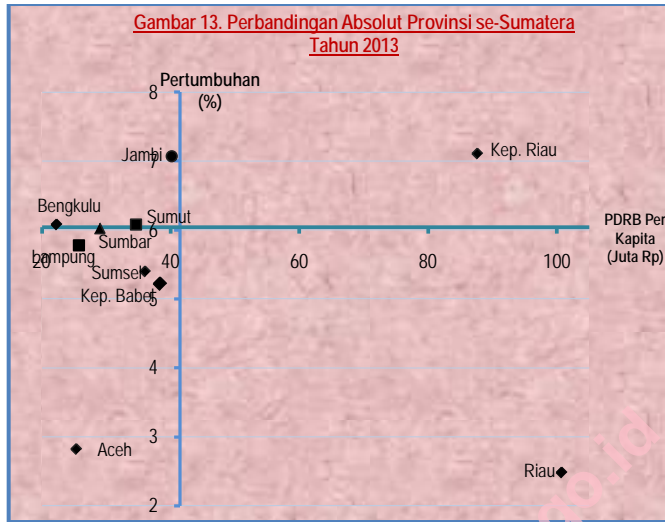 Gambar 13. Perbandingan Absolut Provinsi se-Sumatera
Tahun 2013
Pertumbuhan
(%)
8
Jambi
7
Kep. Riau
Bengkulu
Sumut
6
PDRB Per
Kapita
(Juta Rp)
Sumbar
Lampung
20
40
60
80
100
Sumsel
Kep. Babel
5
4
3
Aceh
Riau
2
go.id